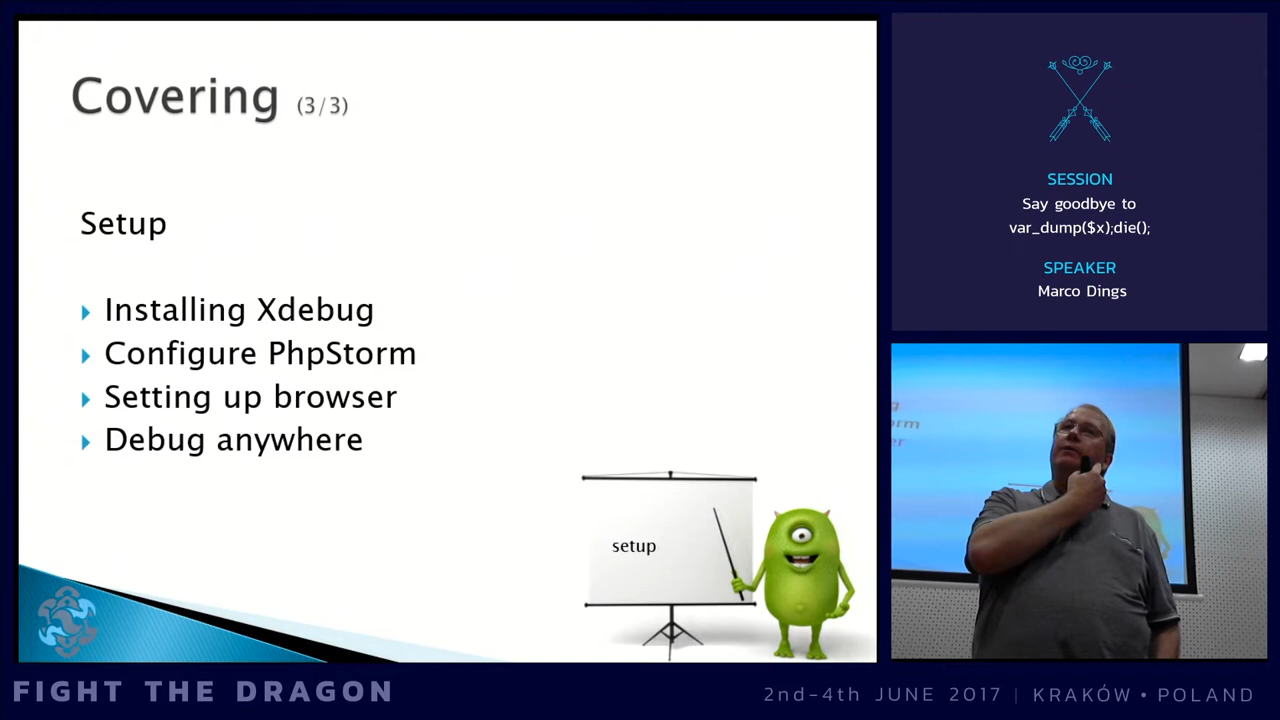 Covering (3/3)
Setup
Installing Xdebug
Configure PhpStorm
Setting up browser
Debug anywhere
setup
SESSION
Say goodbye to
var_dump($x);die();
SPEAKER
Marco Dings
FIGHT THE DRAGON
2nd-4th JUNE 2017 | KRAKÓW • POLAND